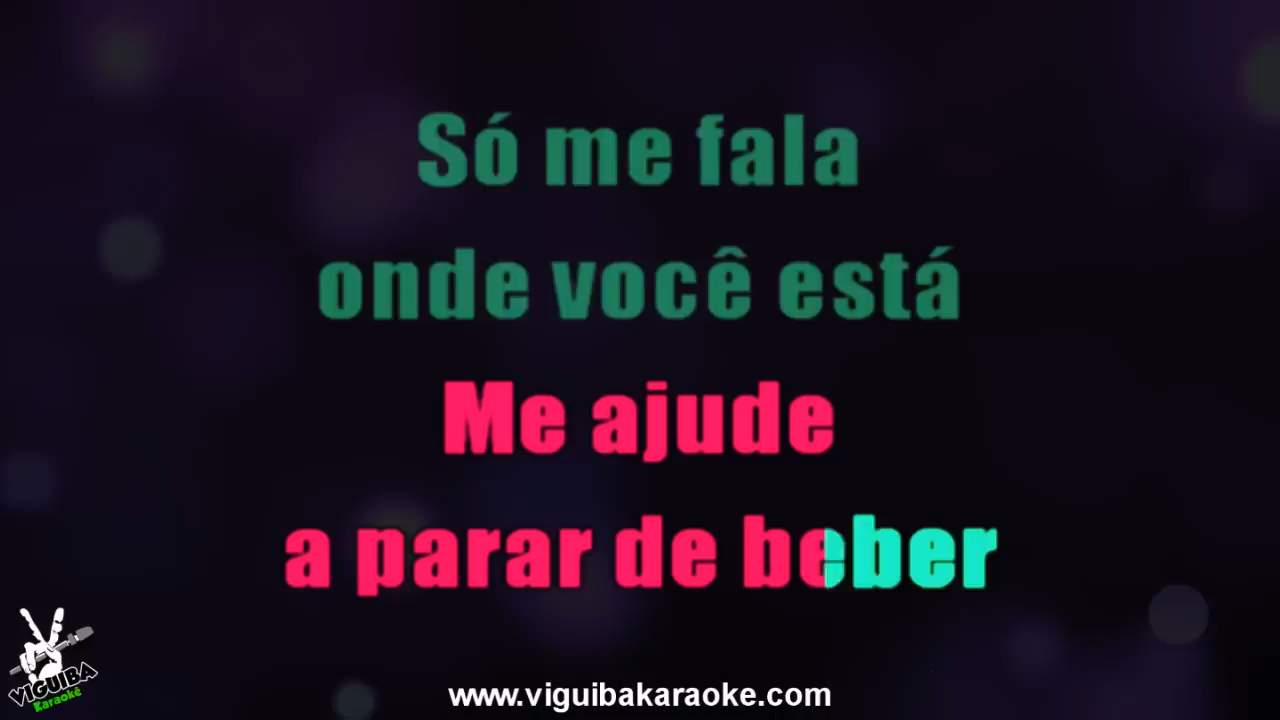 Só me fala
onde você está
Me ajude
a parar de beber
VIGUIBA
Karaokê
www.viguibakaraoke.com